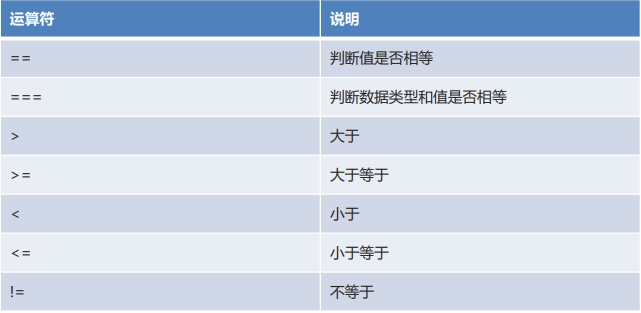 运算符 说明
== 判断值是否相等
=== 判断数据类型和值是否相等
> 大于
>= 大于等于
< 小于
<= 小于等于
!= 不等于